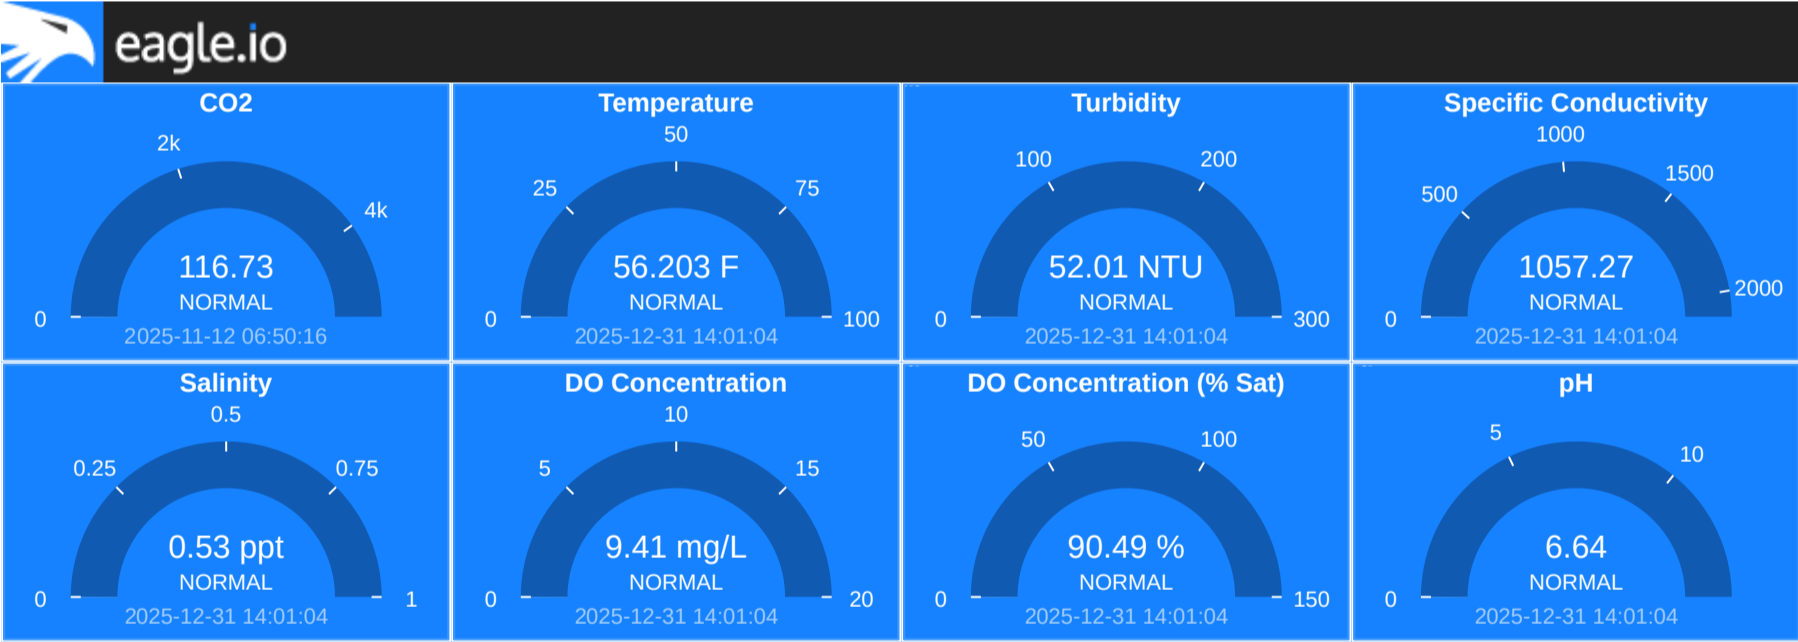 eagle.io
CO2
2k
4k
0
116.73
NORMAL
2025-11-12 06:50:16
Temperature
50
25
75
0
100
56.203 F
NORMAL
2025-12-31 14:01:04
Turbidity
100
200
0
300
52.01 NTU
NORMAL
2025-12-31 14:01:04
Specific Conductivity
1000
500
1500
2000
0
1057.27
NORMAL
2025-12-31 14:01:04
Salinity
0.5
0.25
0.75
0
1
0.53 ppt
NORMAL
2025-12-31 14:01:04
DO Concentration
10
5
15
0
20
9.41 mg/L
NORMAL
2025-12-31 14:01:04
DO Concentration (% Sat)
50
100
0
150
90.49 %
NORMAL
2025-12-31 14:01:04
pH
5
10
0
6.64
NORMAL
2025-12-31 14:01:04